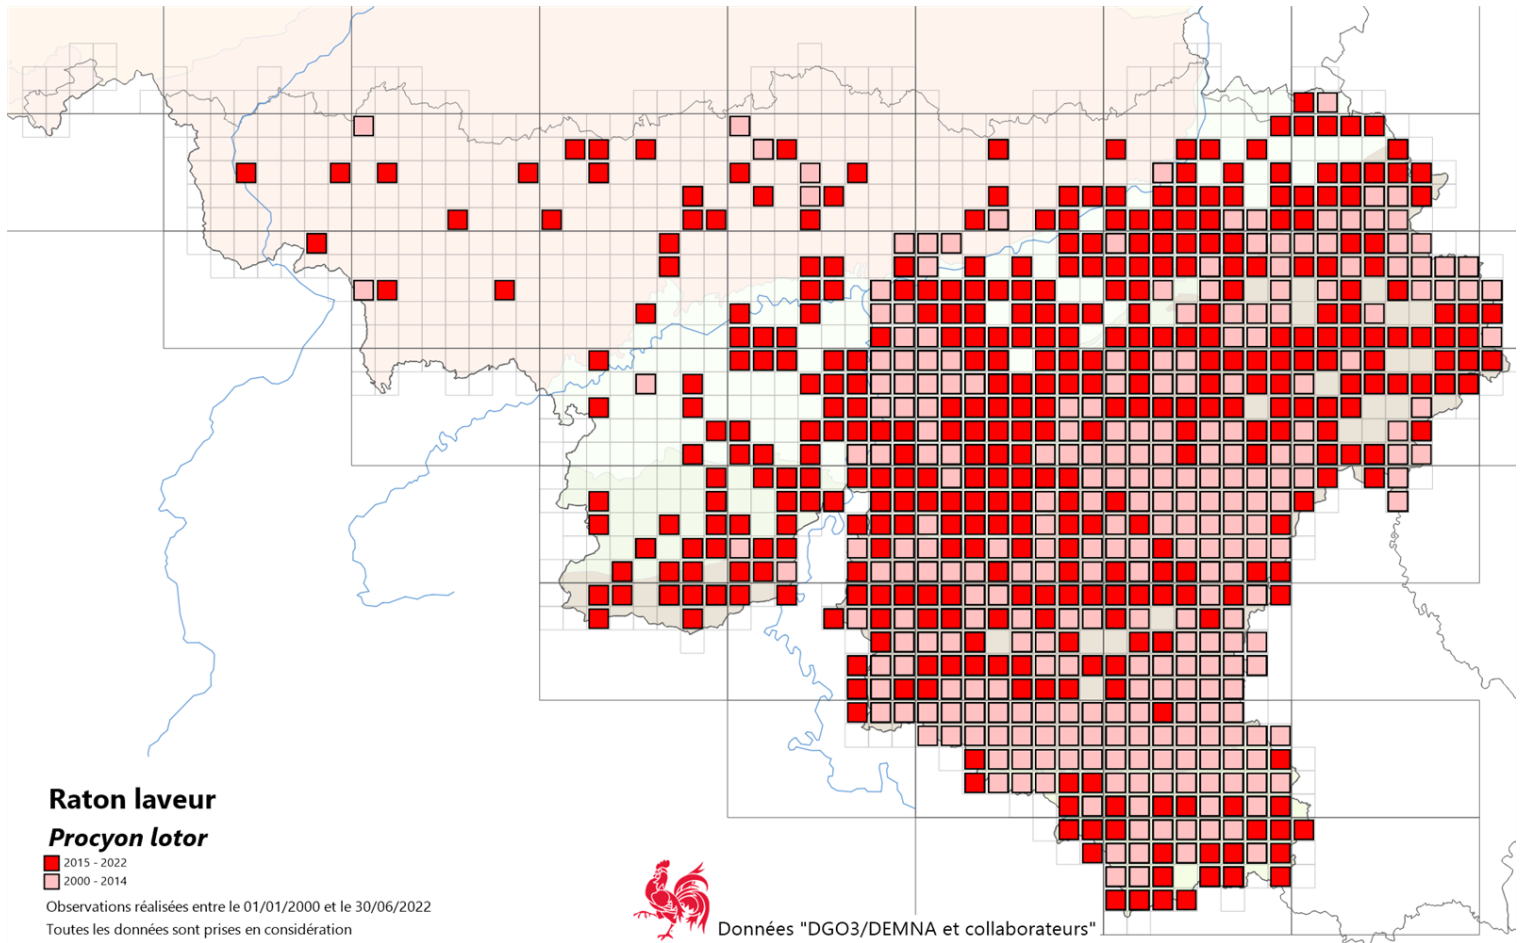 Raton laveur
Procyon lotor
2015 - 2022
2000 - 2014
Observations réalisées entre le 01/01/2000 et le 30/06/2022
Toutes les données sont prises en considération
Données "DGO3/DEMNA et collaborateurs"